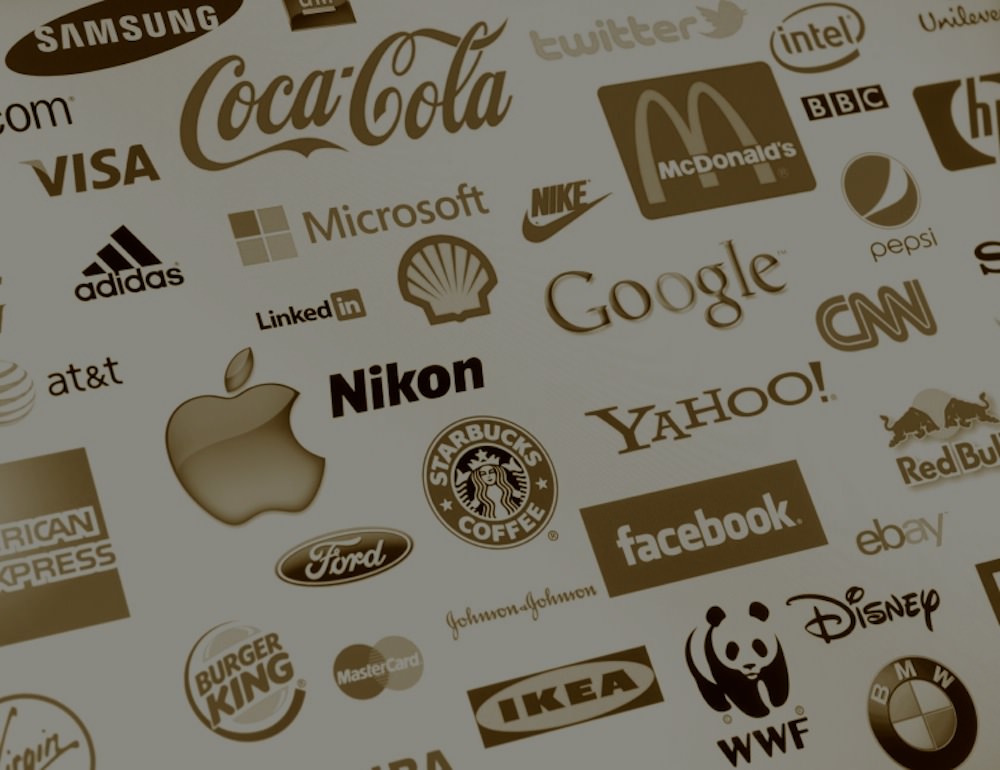 SAMSUNG
Coca-Cola
twitter
intel
Unilever
.com
VISA
McDonald's
BBC
hp
adidas
Microsoft
NIKE
pepsi
Linked in
Google
CNN
at&t
Nikon
YAHOO!
Red Bull
STARBUCKS
COFFEE
RICAN
XPRESS
Ford
facebook
ebay
Johnson & Johnson
Disney
BURGER
KING
MasterCard
IKEA
WWF
BMW
Virgin